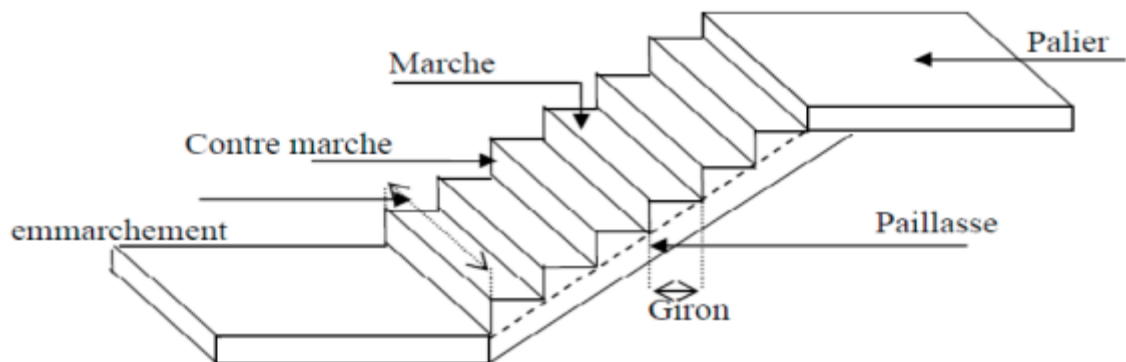 Palier
Marche
Contre marche
emmarchement
Paillasse
Giron